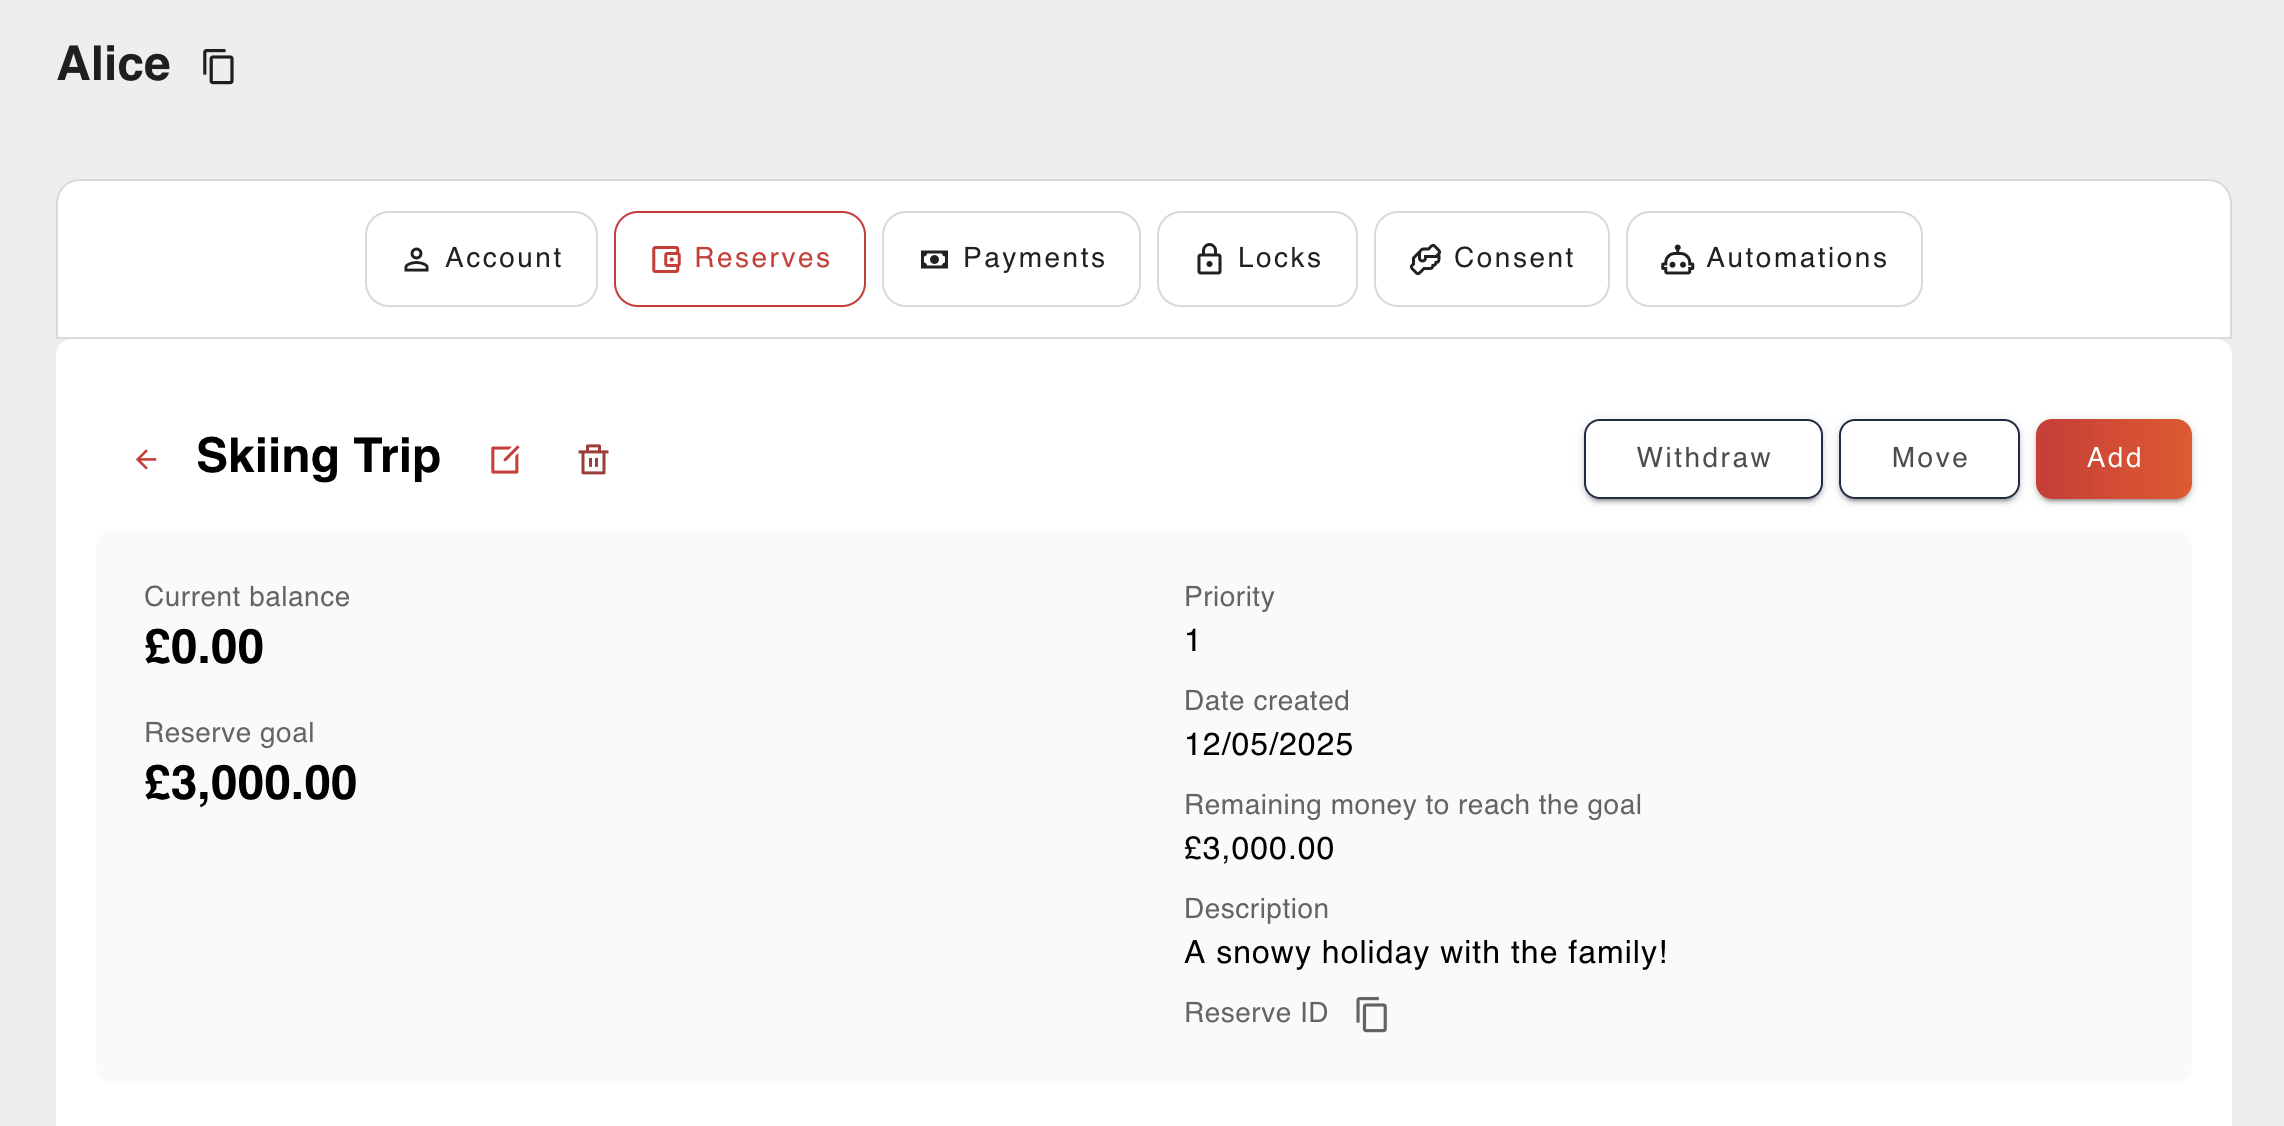 Alice
Account Reserves Payments Locks Consent Automations
Skiing Trip Withdraw Move Add
Current balance
£0.00
Reserve goal
£3,000.00
Priority
1
Date created
12/05/2025
Remaining money to reach the goal
£3,000.00
Description
A snowy holiday with the family!
Reserve ID